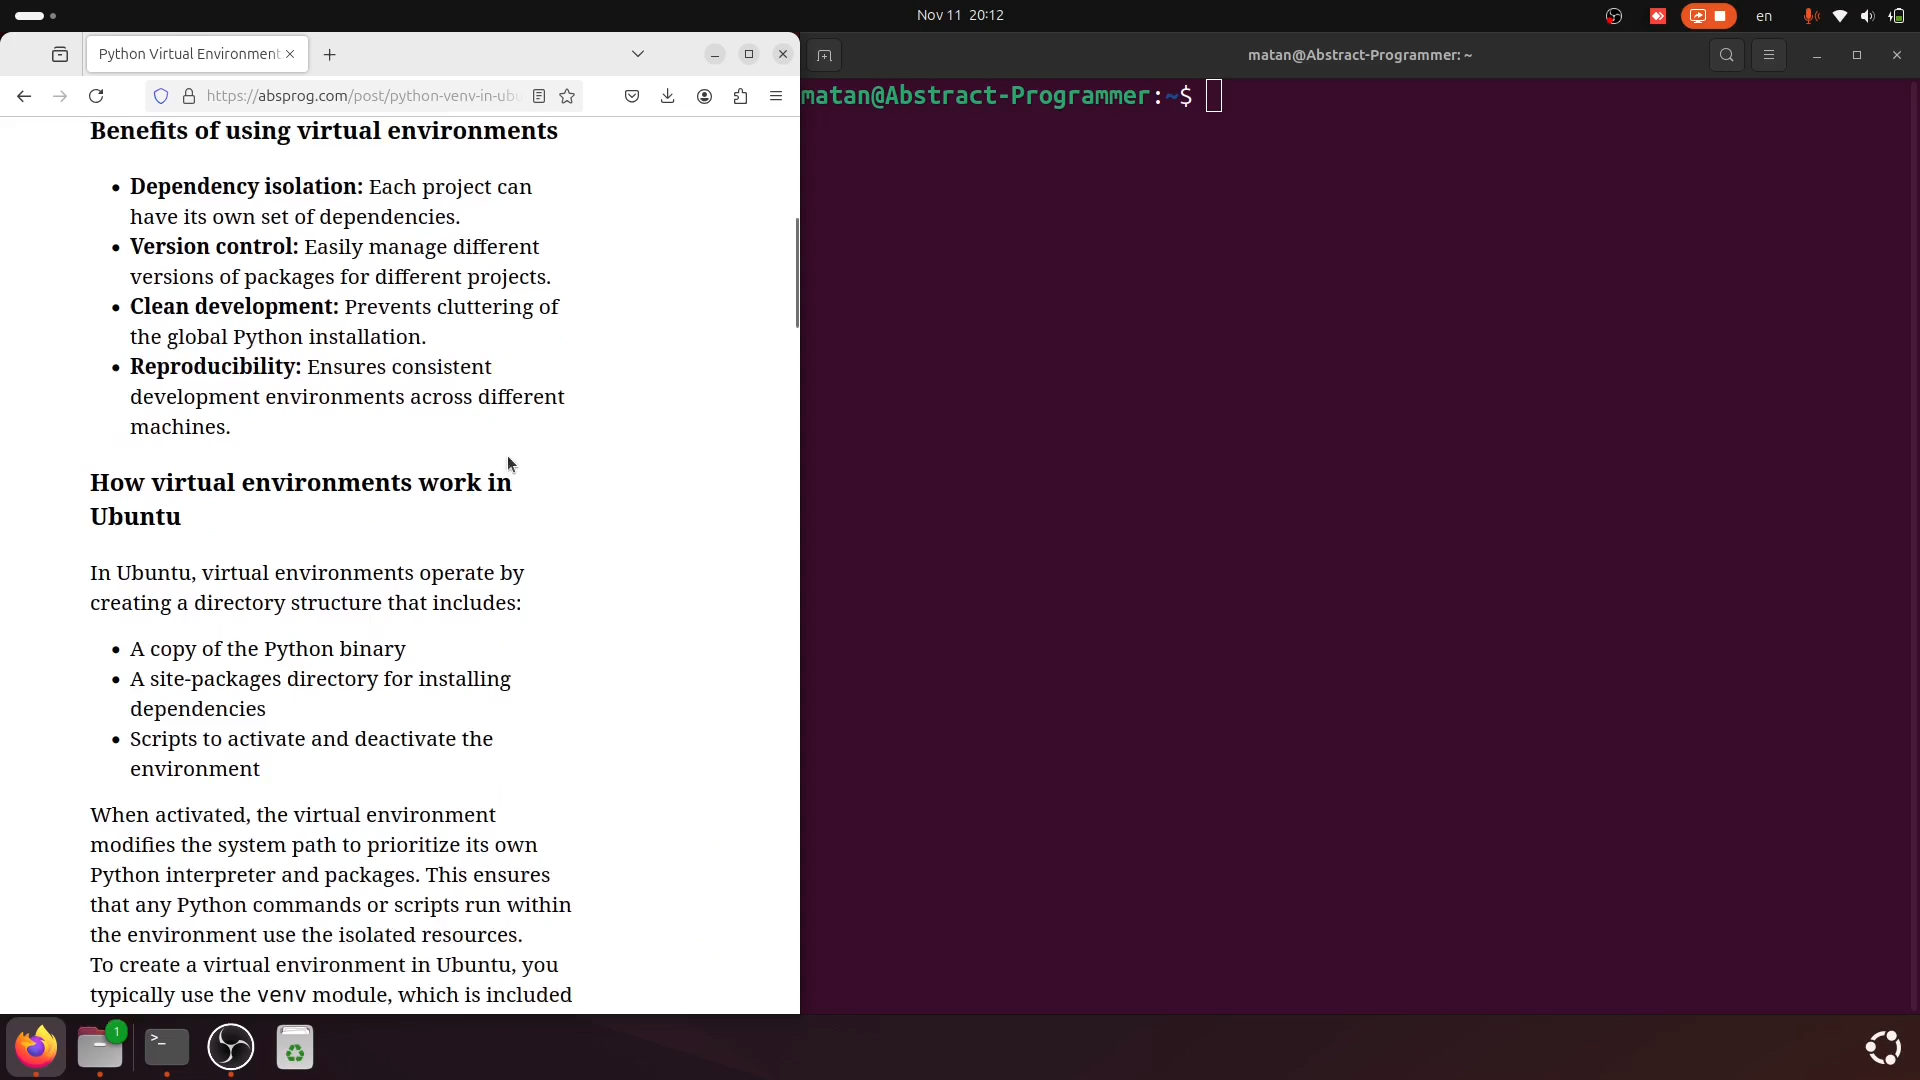 Nov 11 20:12
en
Python Virtual Environment
matan@Abstract-Programmer: ~
https://absprog.com/post/python-venv-in-ubu
matan@Abstract-Programmer:~$
Benefits of using virtual environments
• Dependency isolation: Each project can
have its own set of dependencies.
• Version control: Easily manage different
versions of packages for different projects.
• Clean development: Prevents cluttering of
the global Python installation.
• Reproducibility: Ensures consistent
development environments across different
machines.
How virtual environments work in
Ubuntu
In Ubuntu, virtual environments operate by
creating a directory structure that includes:
• A copy of the Python binary
• A site-packages directory for installing
dependencies
• Scripts to activate and deactivate the
environment
When activated, the virtual environment
modifies the system path to prioritize its own
Python interpreter and packages. This ensures
that any Python commands or scripts run within
the environment use the isolated resources.
To create a virtual environment in Ubuntu, you
typically use the venv module, which is included
1
>_